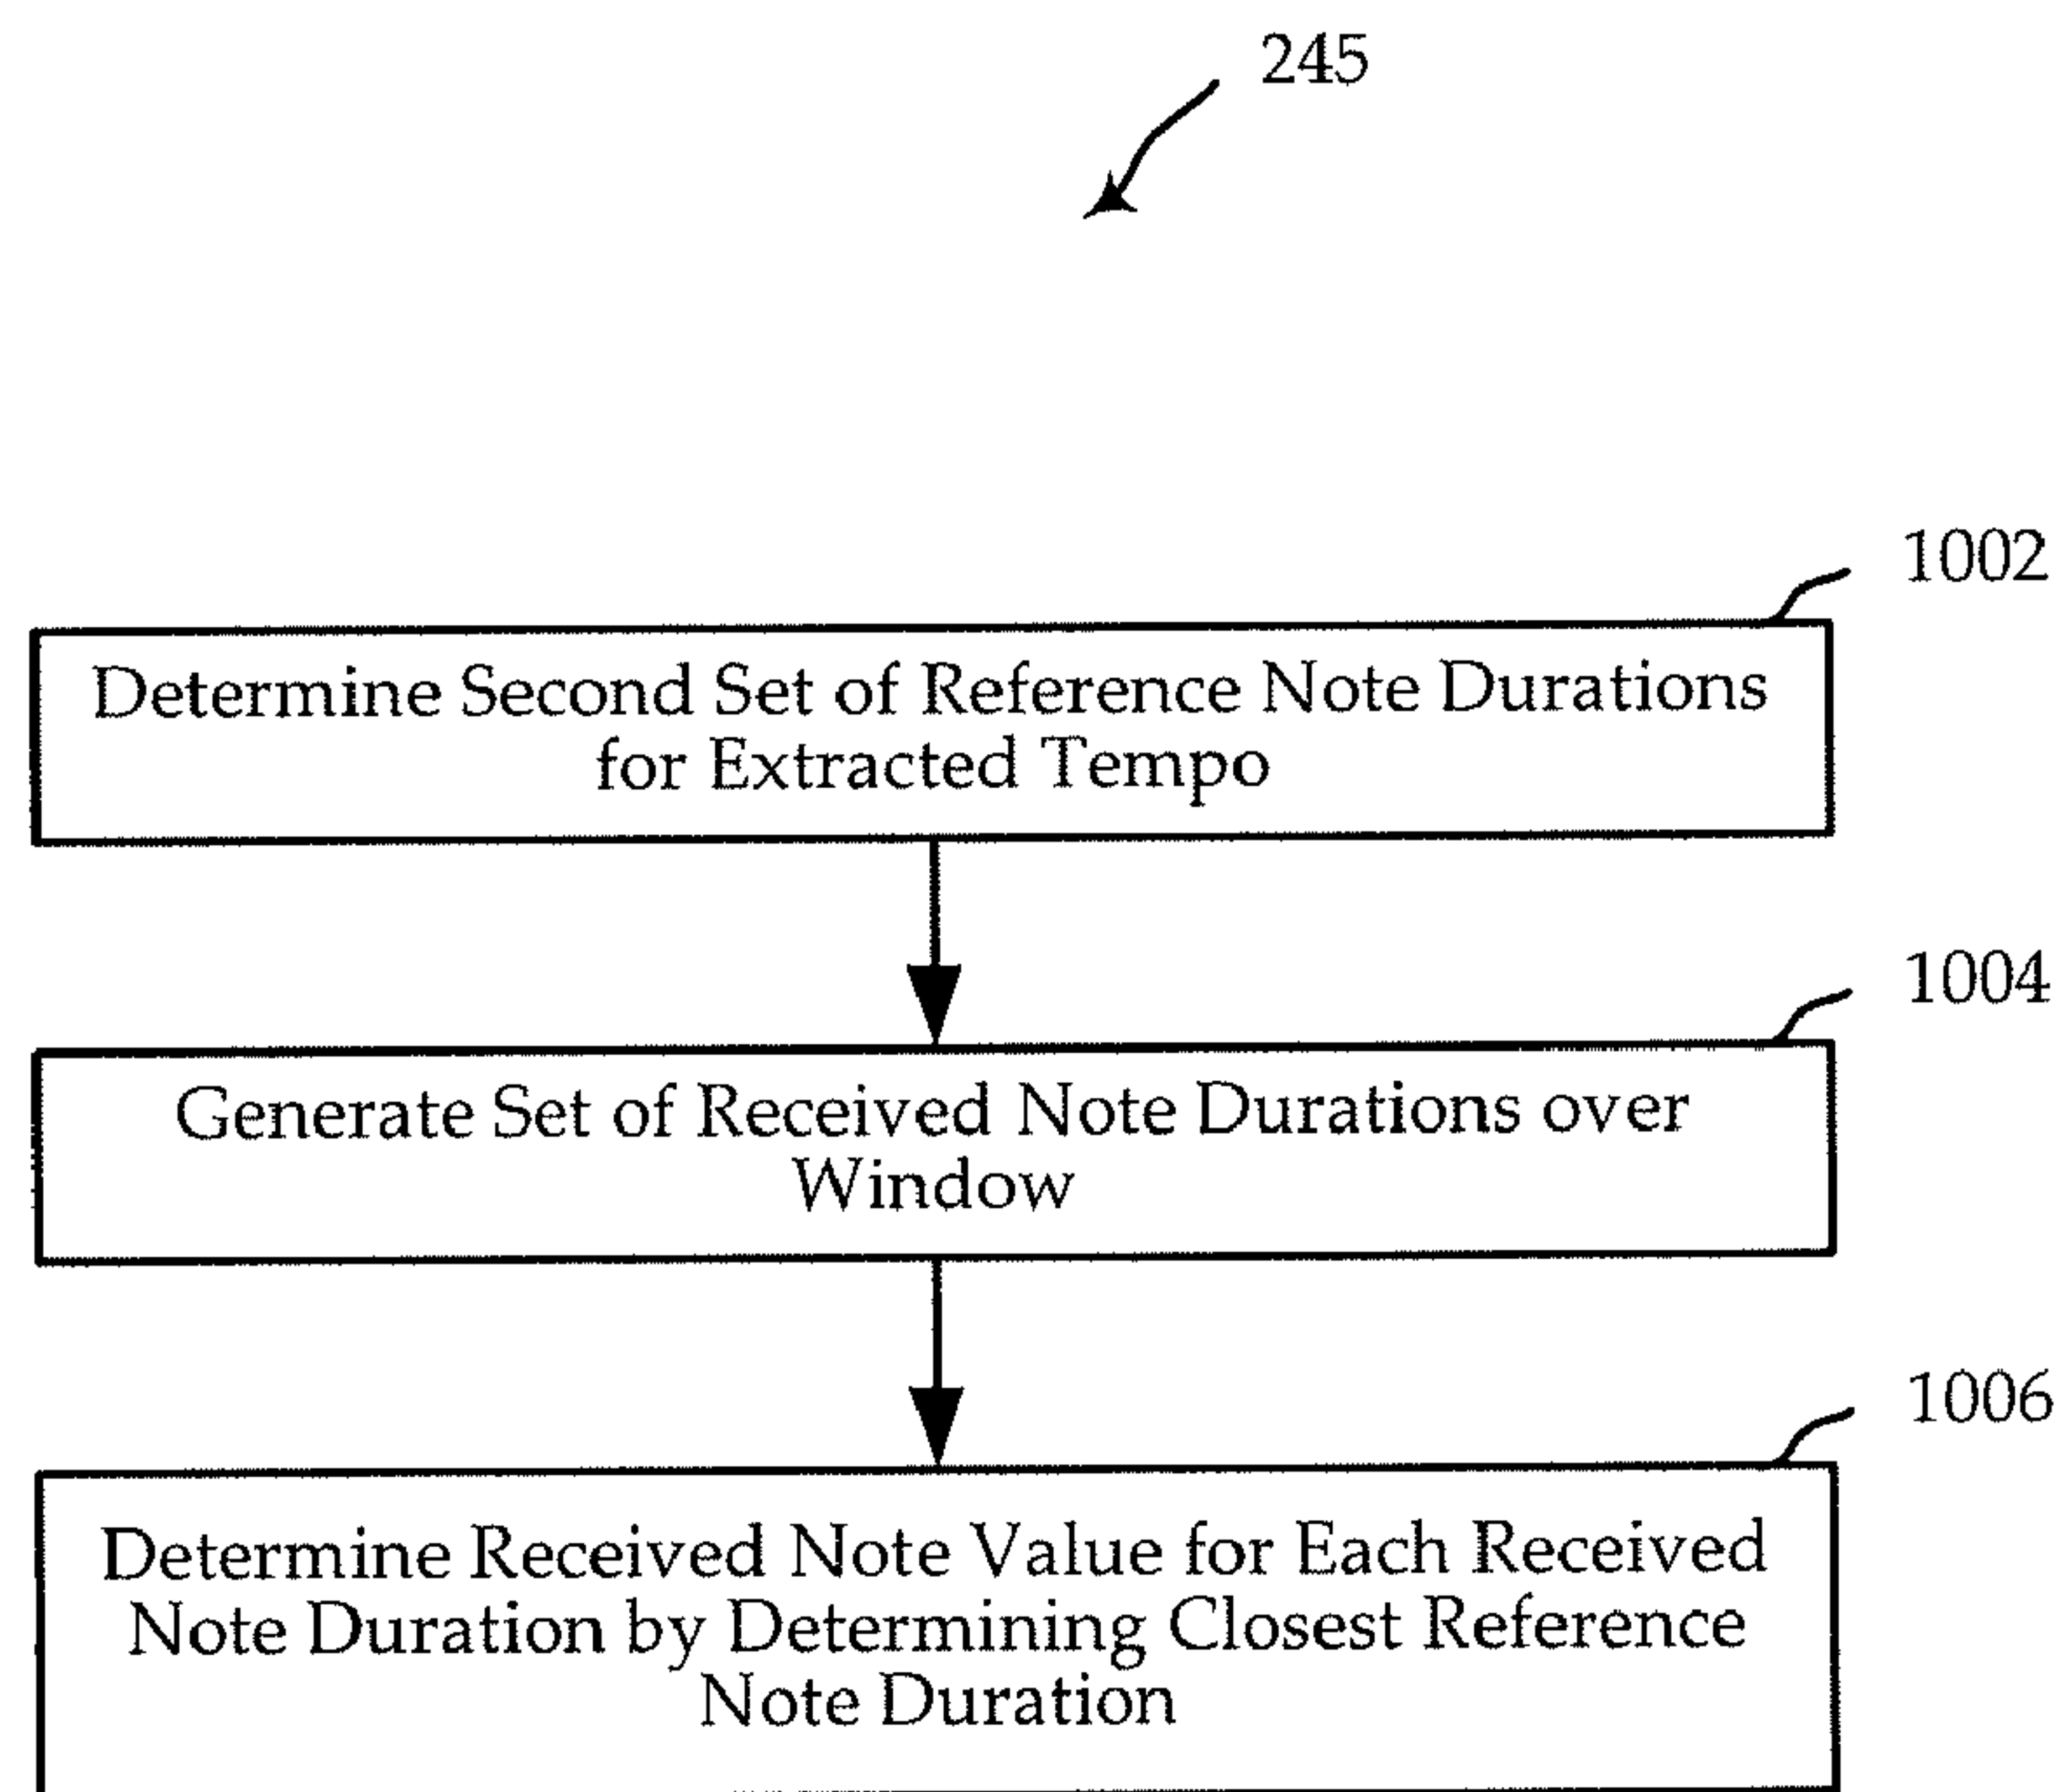 245
1002
Determine Second Set of Reference Note Durations
for Extracted Tempo
1004
Generate Set of Received Note Durations over
Window
1006
Determine Received Note Value for Each Received
Note Duration by Determining Closest Reference
Note Duration